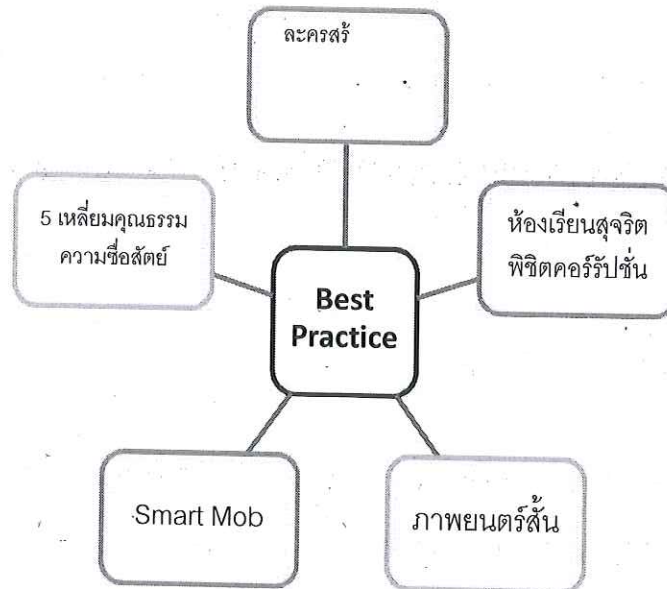 ละครสร้
5 เหลี่ยมคุณธรรม
ความซื่อสัตย์
ห้องเรียนสุจริต
พิชิตคอร์รัปชั่น
Best
Practice
Smart Mob
ภาพยนตร์สั้น